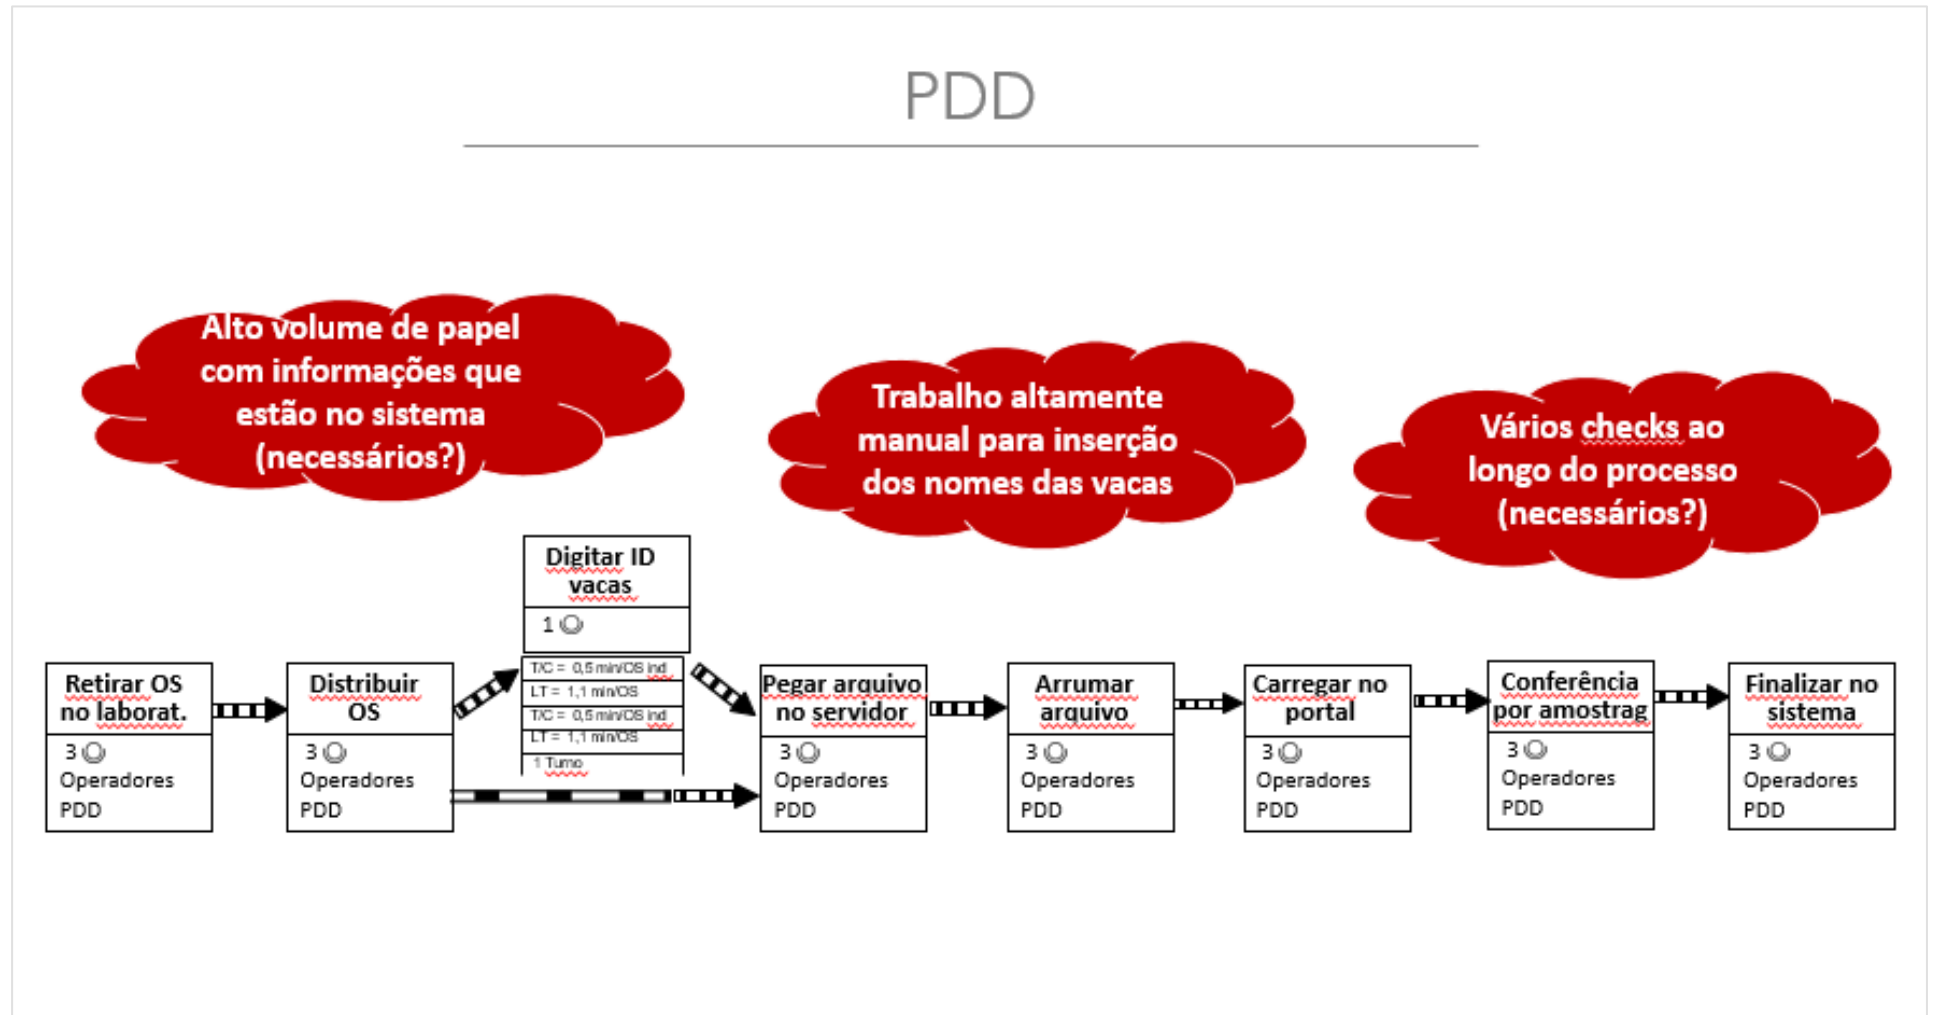 PDD
Alto volume de papel
com informações que
estão no sistema
(necessários?)
Trabalho altamente
manual para inserção
dos nomes das vacas
Vários checks ao
longo do processo
(necessários?)
Retirar OS
no laborat.
3
Operadores
PDD
Distribuir
OS
3
Operadores
PDD
Digitar ID
vacas
1
T/C = 0,5 min/OS ind
LT = 1,1 min/OS
T/C = 0,5 min/OS ind
LT = 1,1 min/OS
1 Turno
Pegar arquivo
no servidor
3
Operadores
PDD
Arrumar
arquivo
3
Operadores
PDD
Carregar no
portal
3
Operadores
PDD
Conferência
por amostrag
3
Operadores
PDD
Finalizar no
sistema
3
Operadores
PDD